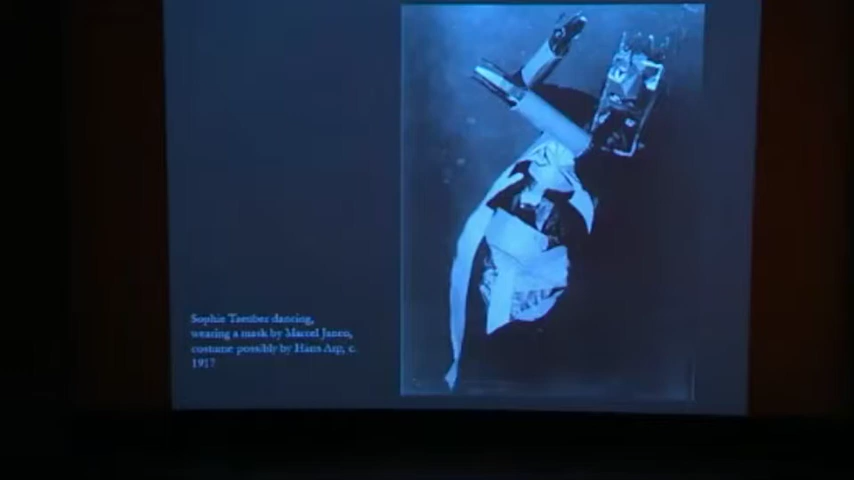 Sophie Taeuber dancing,
wearing a mask by Marcel Janco,
costume possibly by Hans Arp, c.
1917